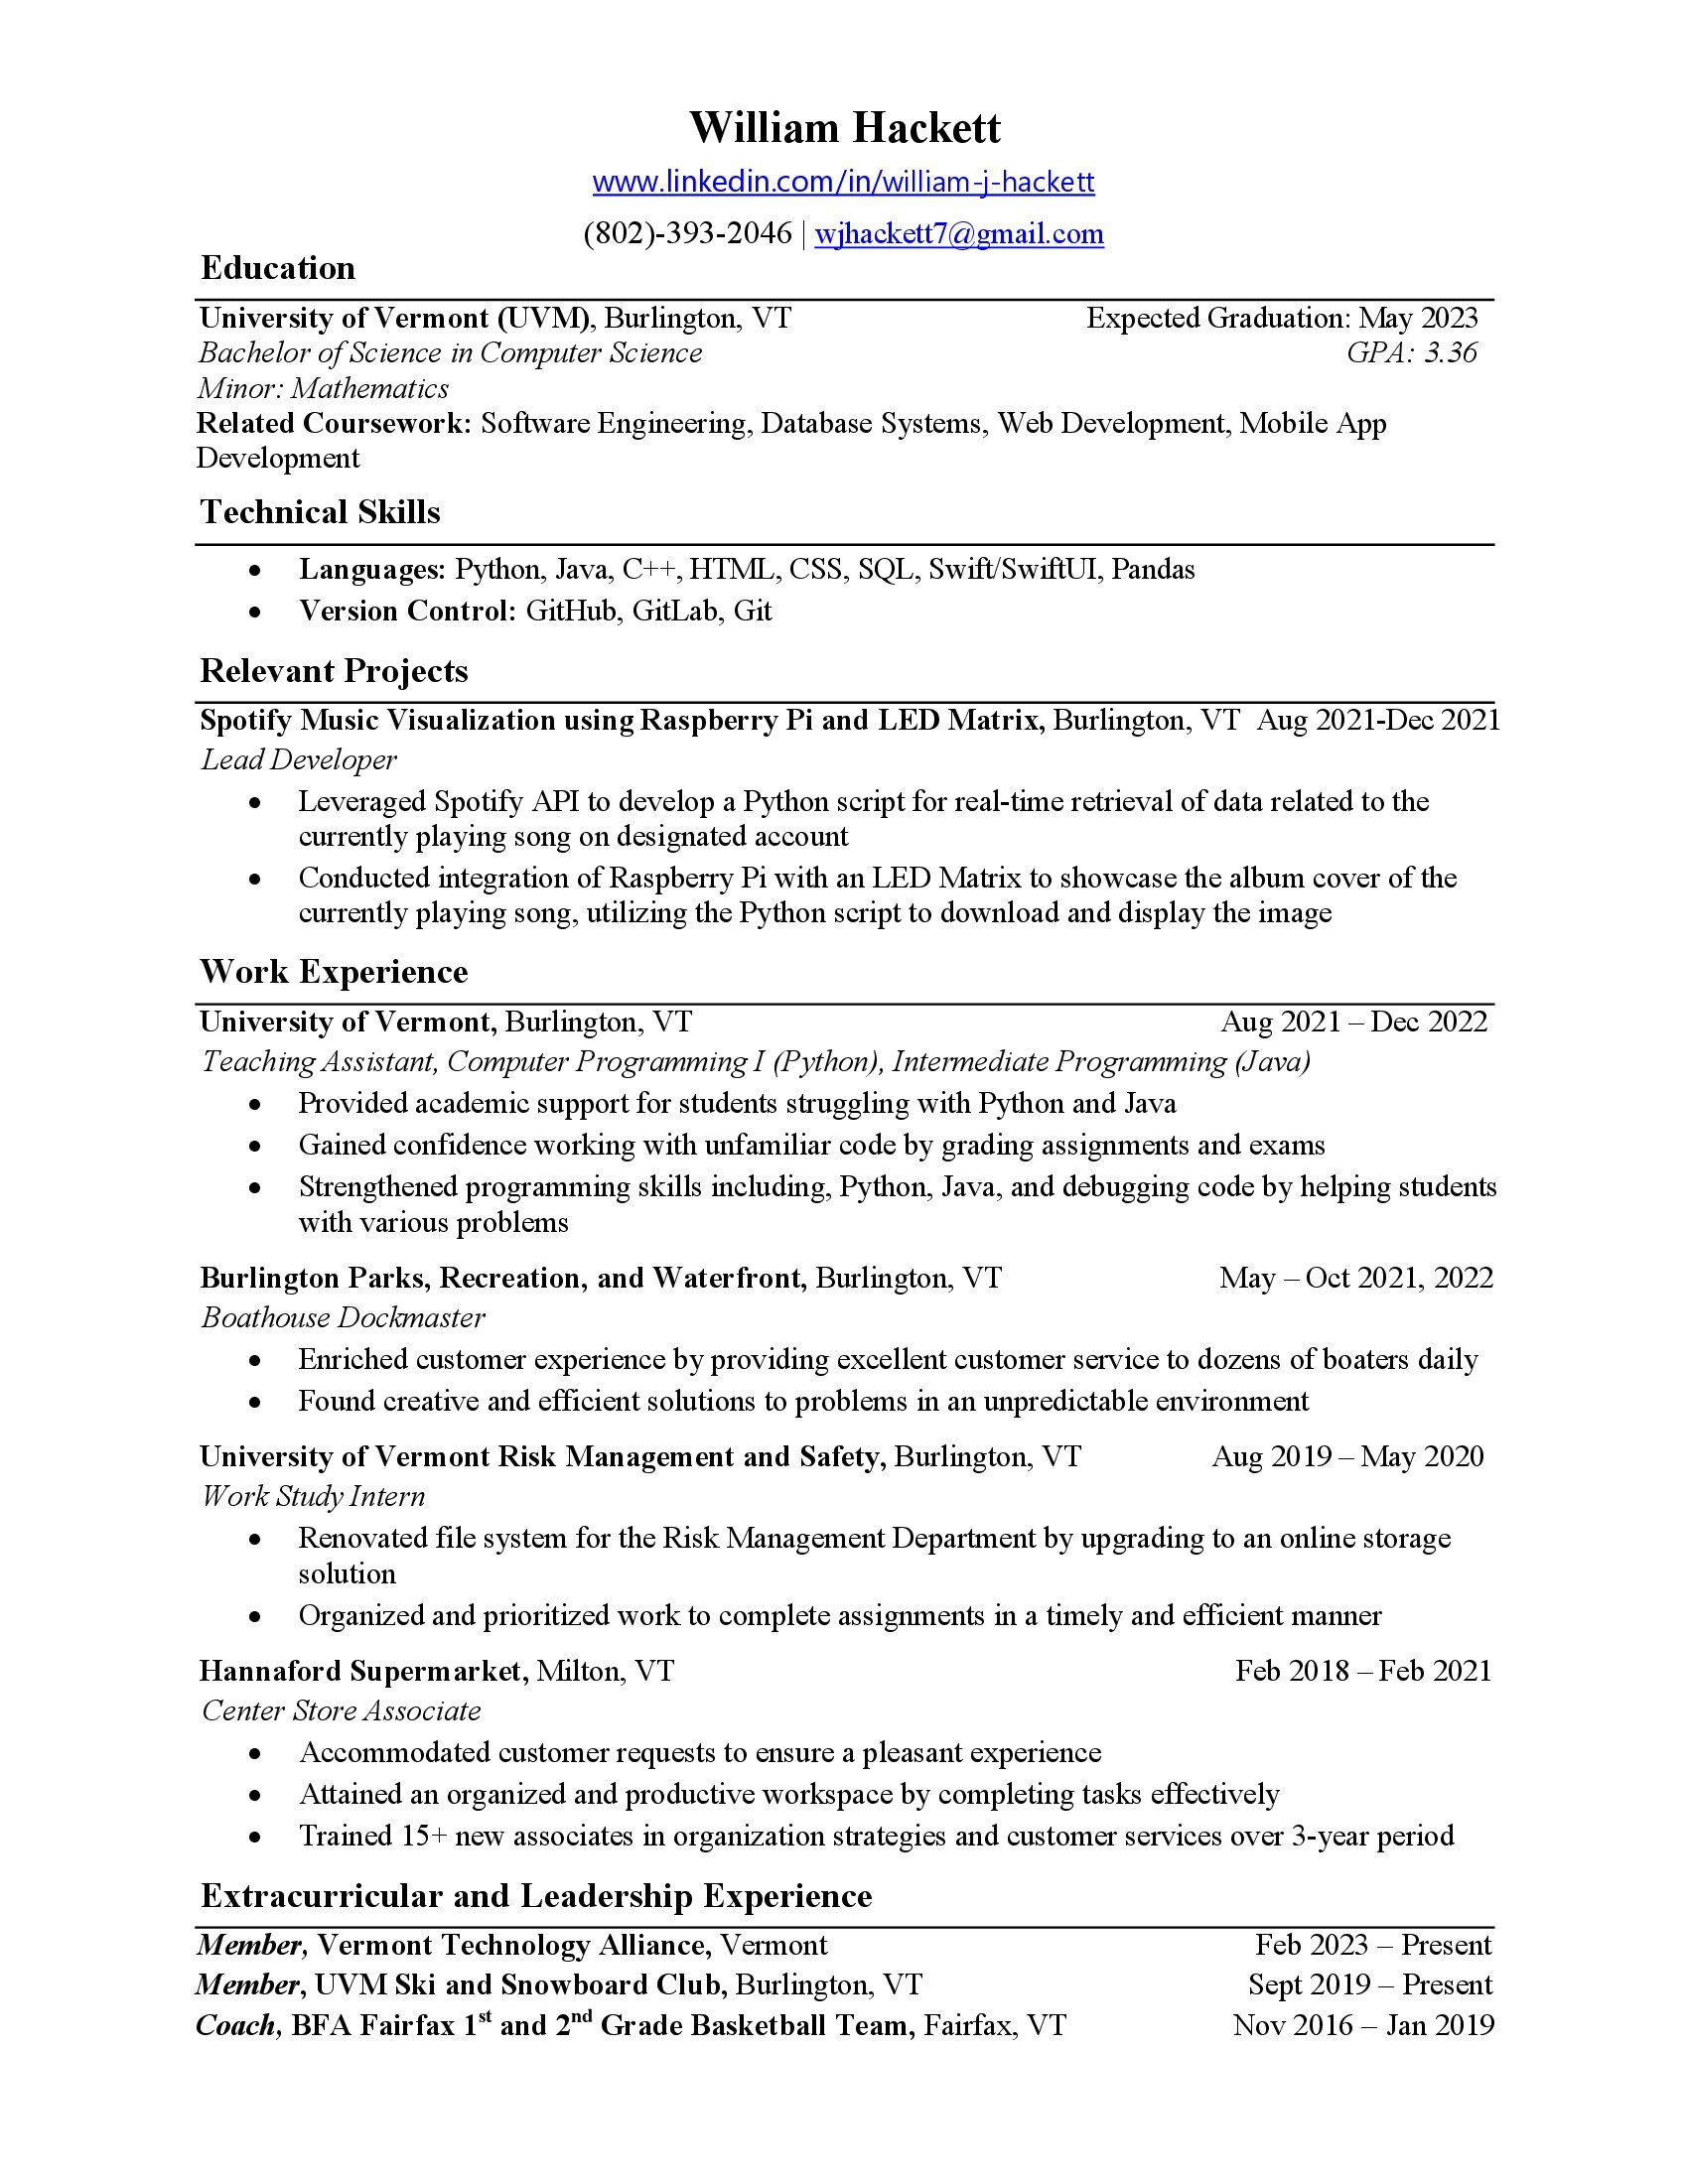 William Hackett
www.linkedin.com/in/william-j-hackett
(802)-393-2046 | wjhackett7@gmail.com
Education
University of Vermont (UVM), Burlington, VT Expected Graduation: May 2023
Bachelor of Science in Computer Science GPA: 3.36
Minor: Mathematics
Related Coursework: Software Engineering, Database Systems, Web Development, Mobile App
Development
Technical Skills
• Languages: Python, Java, C++, HTML, CSS, SQL, Swift/SwiftUI, Pandas
• Version Control: GitHub, GitLab, Git
Relevant Projects
Spotify Music Visualization using Raspberry Pi and LED Matrix, Burlington, VT Aug 2021-Dec 2021
Lead Developer
• Leveraged Spotify API to develop a Python script for real-time retrieval of data related to the
currently playing song on designated account
• Conducted integration of Raspberry Pi with an LED Matrix to showcase the album cover of the
currently playing song, utilizing the Python script to download and display the image
Work Experience
University of Vermont, Burlington, VT Aug 2021 – Dec 2022
Teaching Assistant, Computer Programming I (Python), Intermediate Programming (Java)
• Provided academic support for students struggling with Python and Java
• Gained confidence working with unfamiliar code by grading assignments and exams
• Strengthened programming skills including, Python, Java, and debugging code by helping students
with various problems
Burlington Parks, Recreation, and Waterfront, Burlington, VT May – Oct 2021, 2022
Boathouse Dockmaster
• Enriched customer experience by providing excellent customer service to dozens of boaters daily
• Found creative and efficient solutions to problems in an unpredictable environment
University of Vermont Risk Management and Safety, Burlington, VT Aug 2019 – May 2020
Work Study Intern
• Renovated file system for the Risk Management Department by upgrading to an online storage
solution
• Organized and prioritized work to complete assignments in a timely and efficient manner
Hannaford Supermarket, Milton, VT Feb 2018 – Feb 2021
Center Store Associate
• Accommodated customer requests to ensure a pleasant experience
• Attained an organized and productive workspace by completing tasks effectively
• Trained 15+ new associates in organization strategies and customer services over 3-year period
Extracurricular and Leadership Experience
Member, Vermont Technology Alliance, Vermont Feb 2023 – Present
Member, UVM Ski and Snowboard Club, Burlington, VT Sept 2019 – Present
Coach, BFA Fairfax 1st and 2nd Grade Basketball Team, Fairfax, VT Nov 2016 – Jan 2019